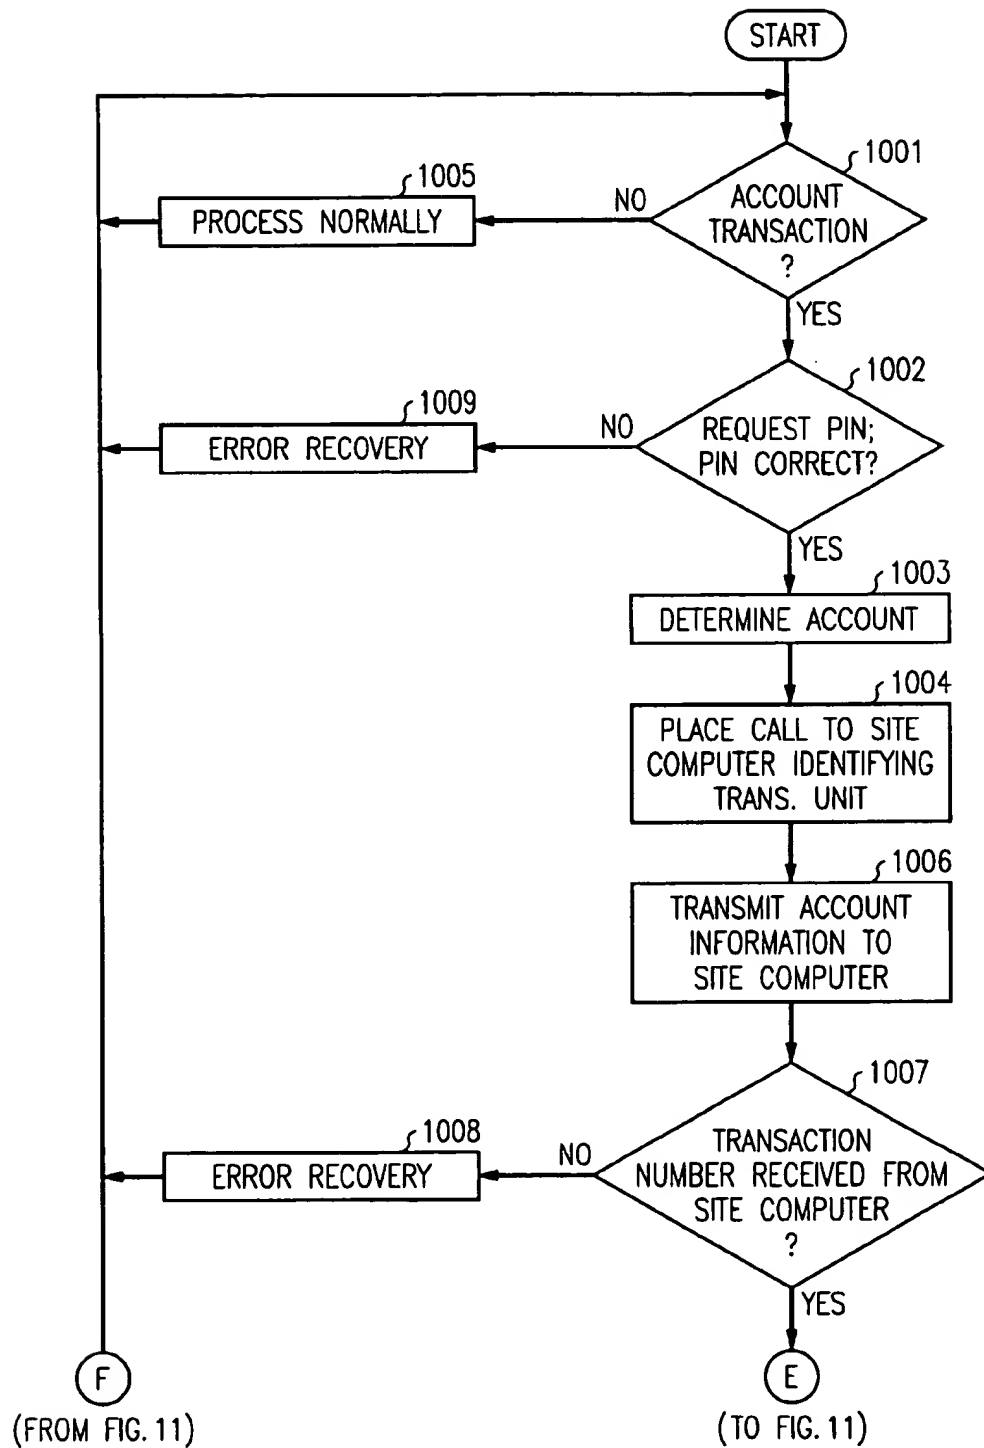 START
1001
ACCOUNT
TRANSACTION
?
NO
1005
PROCESS NORMALLY
YES
1002
REQUEST PIN;
PIN CORRECT?
NO
1009
ERROR RECOVERY
YES
1003
DETERMINE ACCOUNT
1004
PLACE CALL TO SITE
COMPUTER IDENTIFYING
TRANS. UNIT
1006
TRANSMIT ACCOUNT
INFORMATION TO
SITE COMPUTER
1007
TRANSACTION
NUMBER RECEIVED FROM
SITE COMPUTER
?
NO
1008
ERROR RECOVERY
YES
F
(FROM FIG. 11)
E
(TO FIG. 11)